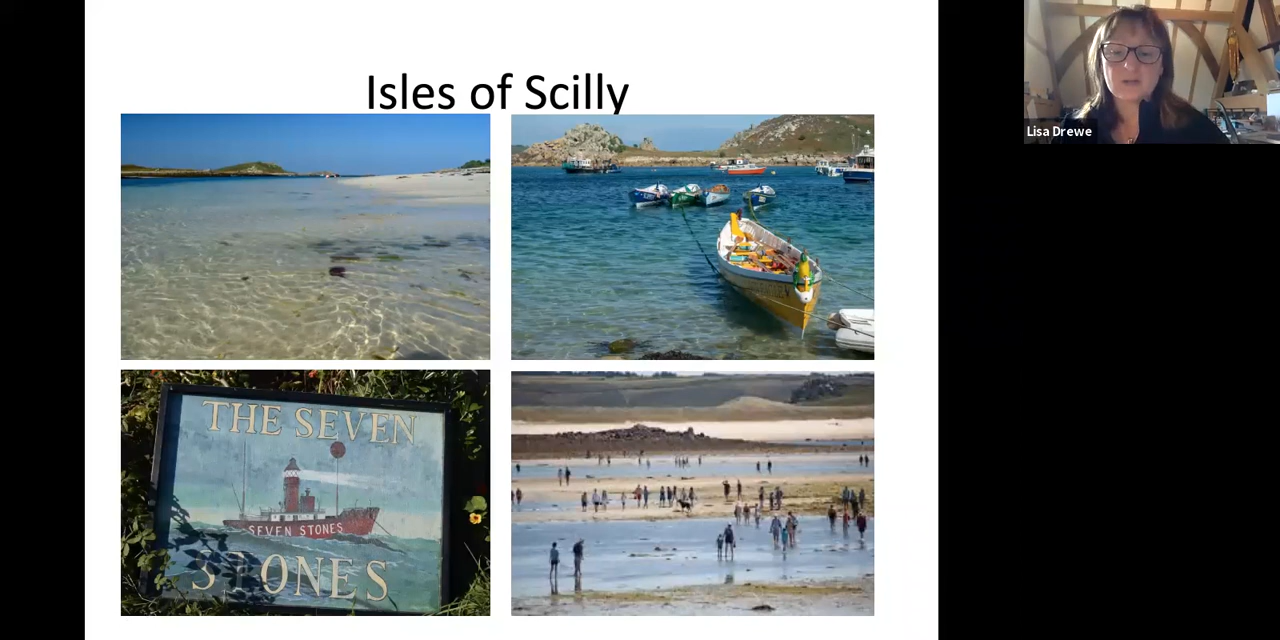 Isles of Scilly
Lisa Drewe
THE SEVEN
SEVEN STONES
STONES